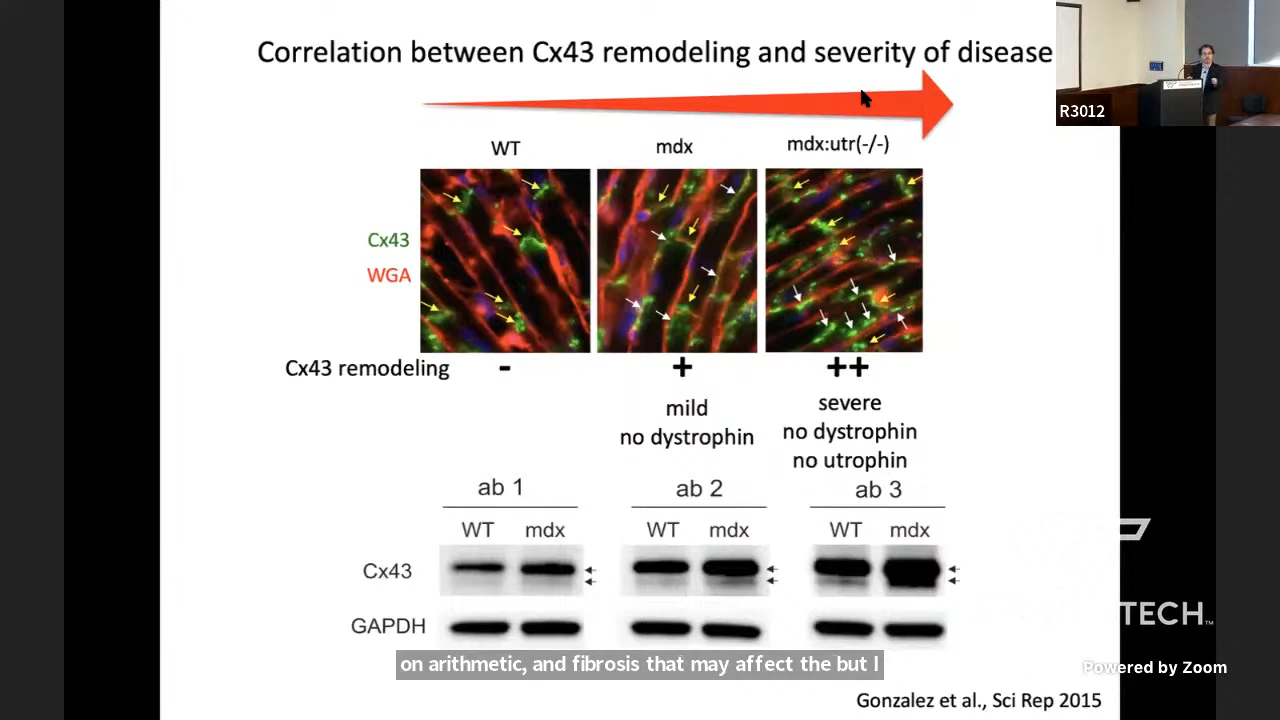 Correlation between Cx43 remodeling and severity of disease
R3012
WT
mdx
mdx:utr(-/-)
Cx43
WGA
Cx43 remodeling
-
+
++
mild
no dystrophin
severe
no dystrophin
no utrophin
ab 1
ab 2
ab 3
WT mdx
WT mdx
WT mdx
Cx43
GAPDH
TECH
TM
on arithmetic, and fibrosis that may affect the but I
Powered by Zoom
Gonzalez et al., Sci Rep 2015